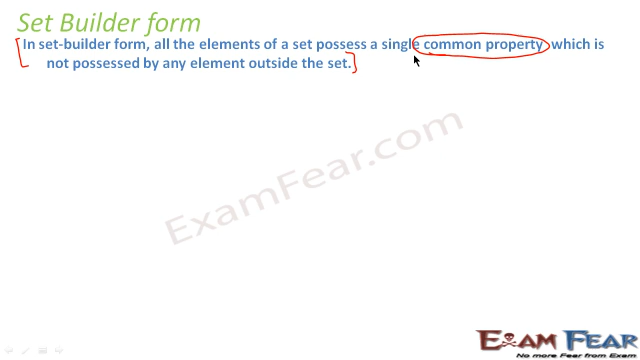 Set Builder form
In set-builder form, all the elements of a set possess a single common property which is
not possessed by any element outside the set.
ExamFear.com
EXAM FEAR
No more Fear from Exam